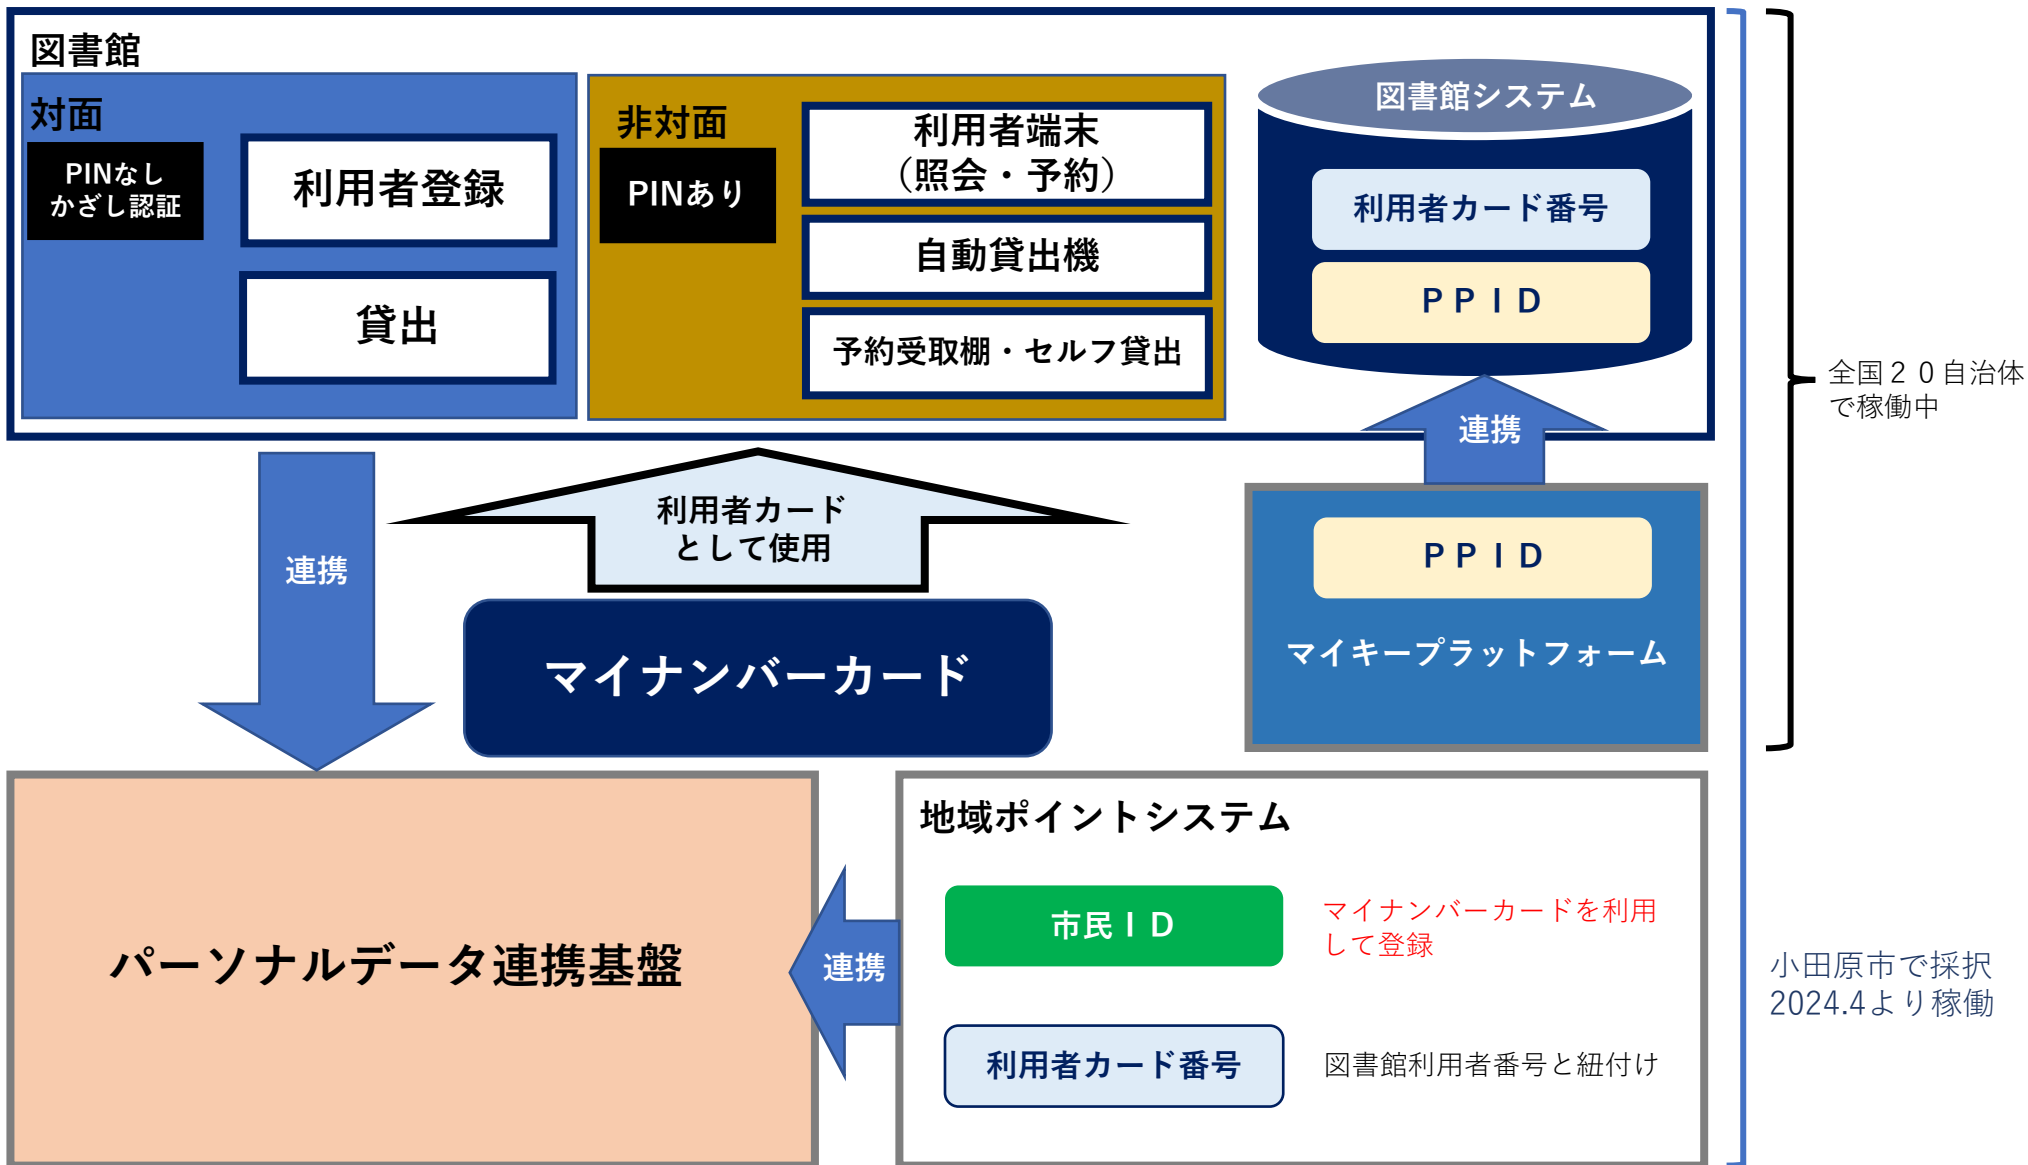 図書館
対面
PINなし
かざし認証
利用者登録
貸出
非対面
PINあり
利用者端末
（照会・予約）
自動貸出機
予約受取棚・セルフ貸出
図書館システム
利用者カード番号
ＰＰＩＤ
連携
全国２０自治体
で稼働中
連携
利用者カード
として使用
マイナンバーカード
ＰＰＩＤ
マイキープラットフォーム
パーソナルデータ連携基盤
連携
地域ポイントシステム
市民ＩＤ
マイナンバーカードを利用
して登録
利用者カード番号
図書館利用者番号と紐付け
小田原市で採択
2024.4より稼働